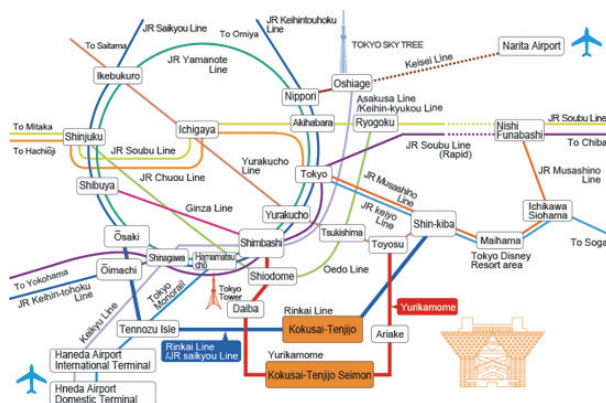 JR Saikyou Line
JR Keihintouhoku
Line
To Saitama
To Omiya
TOKYO SKY TREE
Narita Airport
Keisei Line
JR Yamanote
Line
Ikebukuro
Oshiage
Nippori
Asakusa Line
/Keihin-kyukou Line
Akihabara
Ryogoku
JR Soubu Line
To Mitaka
Shinjuku
Ichigaya
Nishi
Funabashi
To Hachioji
JR Soubu Line
Yurakucho
Line
JR Soubu Line
(Rapid)
To Chiba
JR Chuou Line
Tokyo
JR Musashino
Line
JR Musashino
Line
Shibuya
Ginza Line
Yurakucho
JR keiyo Line
Ichikawa
Siohama
Shin-kiba
Tsukishima
Ōsaki
Shimbashi
Toyosu
Maihama
Shinagawa
Hamamatsu
cho
Tokyo Disney
Resort area
To Soga
Ōimachi
Shiodome
Oedo Line
To Yokohama
JR Keihin-tohoku
Line
Tokyo
Monorail
Tokyo
Tower
Keikyu Line
Daiba
Rinkai Line
Yurikamome
Tennozu Isle
Kokusai-Tenjijo
Ariake
Rinkai Line
/JR saikyou Line
Haneda Airport
International Terminal
Yurikamome
Kokusai-Tenjijo Seimon
Hneda Airport
Domestic Terminal